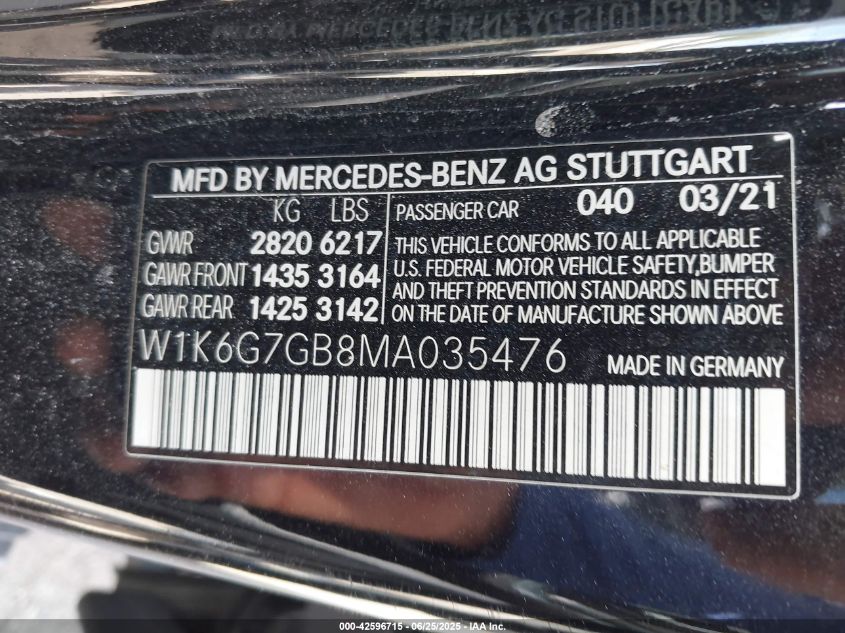 MFD BY MERCEDES-BENZ AG STUTTGART
KG LBS
GVWR 2820 6217
GAWR FRONT 1435 3164
GAWR REAR 1425 3142
PASSENGER CAR 040 03/21
THIS VEHICLE CONFORMS TO ALL APPLICABLE
U.S. FEDERAL MOTOR VEHICLE SAFETY,BUMPER
AND THEFT PREVENTION STANDARDS IN EFFECT
ON THE DATE OF MANUFACTURE SHOWN ABOVE.
W1K6G7GB8MA035476 MADE IN GERMANY
000-42596715 - 06/25/2025 - IAA Inc.